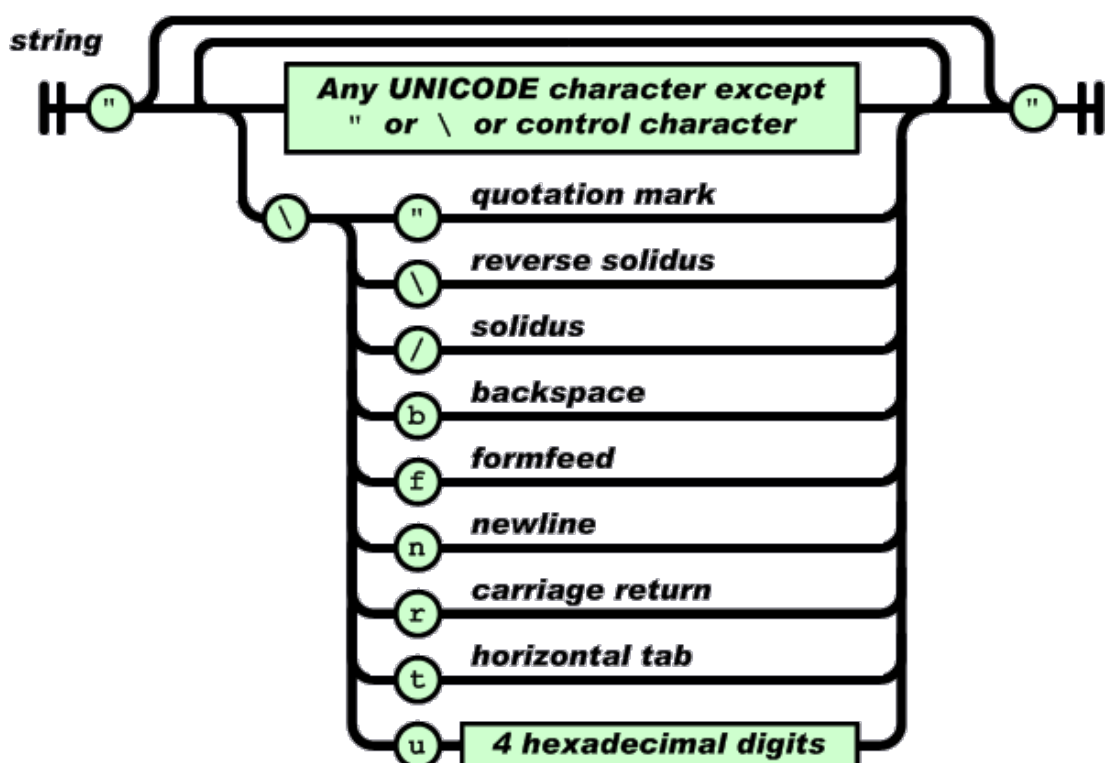 string
"
Any UNICODE character except
" or \ or control character
"
\
" quotation mark
\ reverse solidus
/ solidus
b backspace
f formfeed
n newline
r carriage return
t horizontal tab
u 4 hexadecimal digits